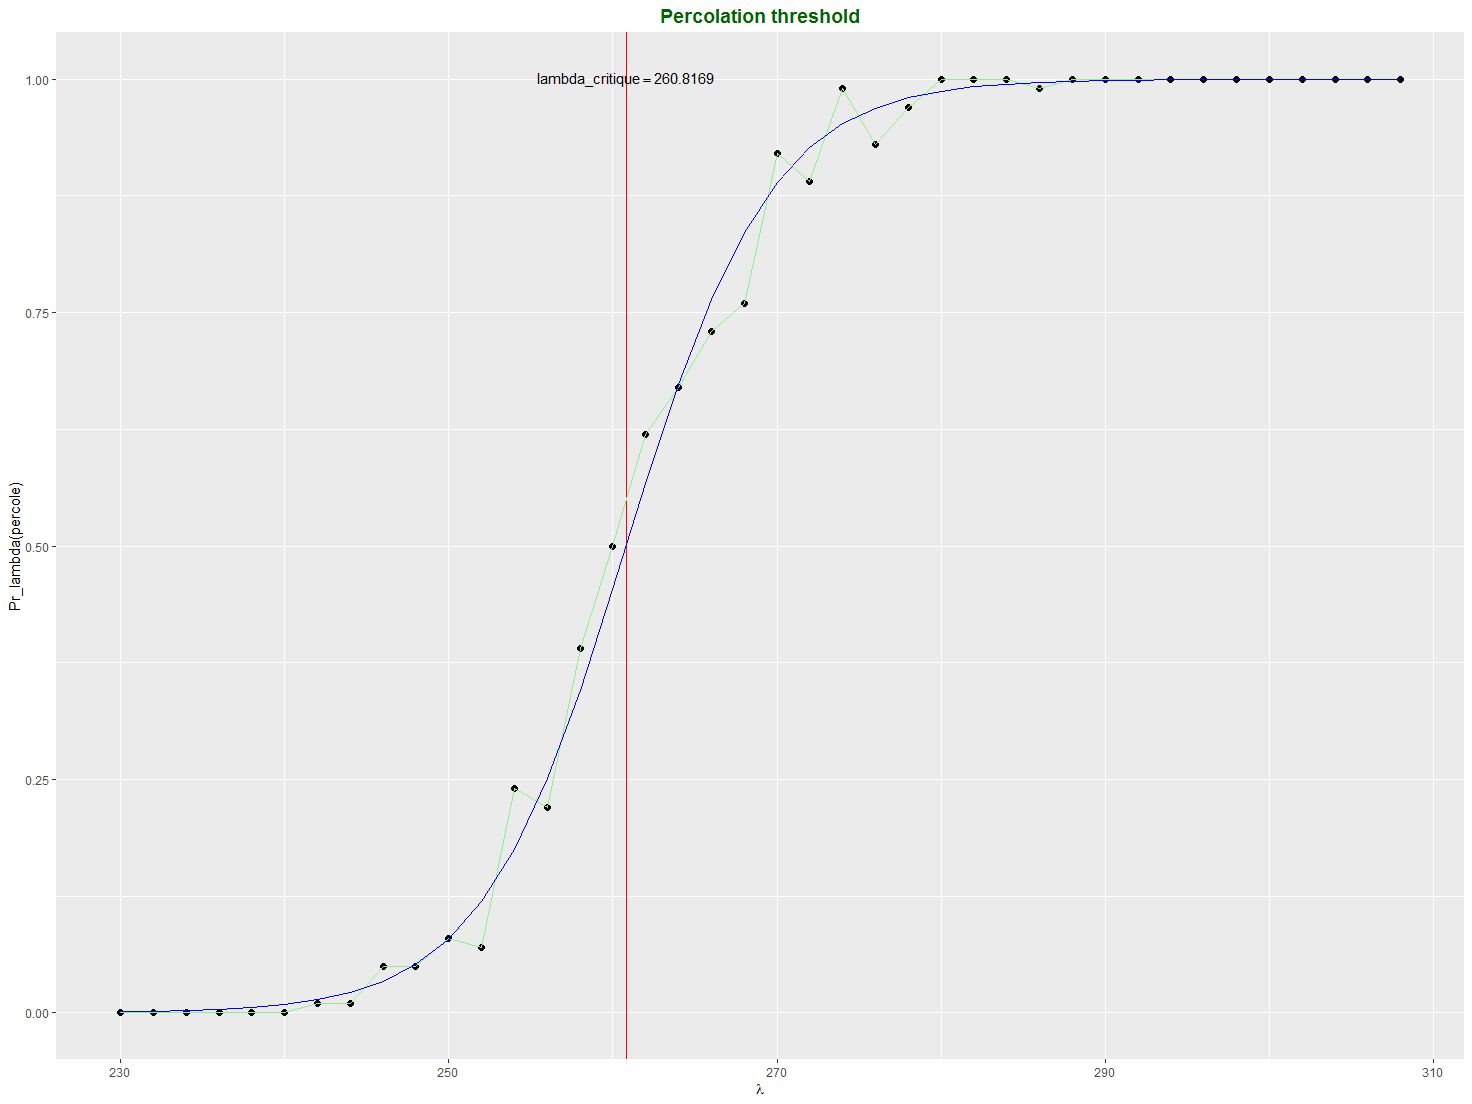 Percolation threshold
lambda_critique = 260.8169
1.00
0.75
0.50
0.25
0.00
Pr_lambda(percole)
230
250
270
290
310
λ